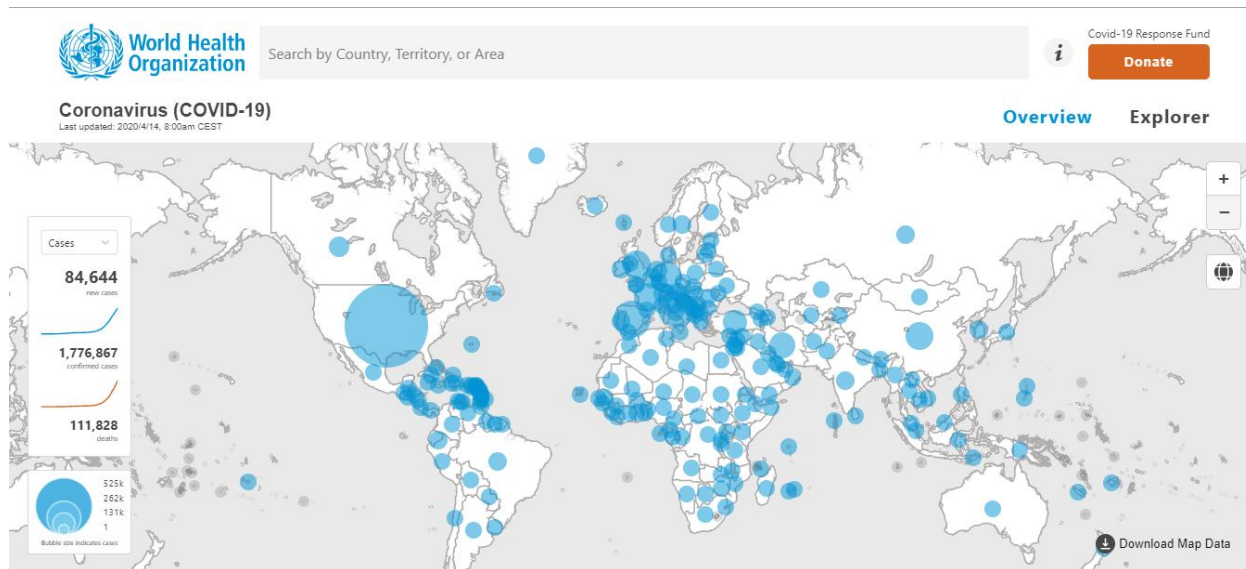 World Health
Organization
Search by Country, Territory, or Area
i
Covid-19 Response Fund
Donate
Coronavirus (COVID-19)
Last updated: 2020/4/14, 8:00am CEST
Overview
Explorer
+
−
Cases
84,644
new cases
1,776,867
confirmed cases
111,828
deaths
525k
262k
131k
1
Bubble size indicates cases
Download Map Data